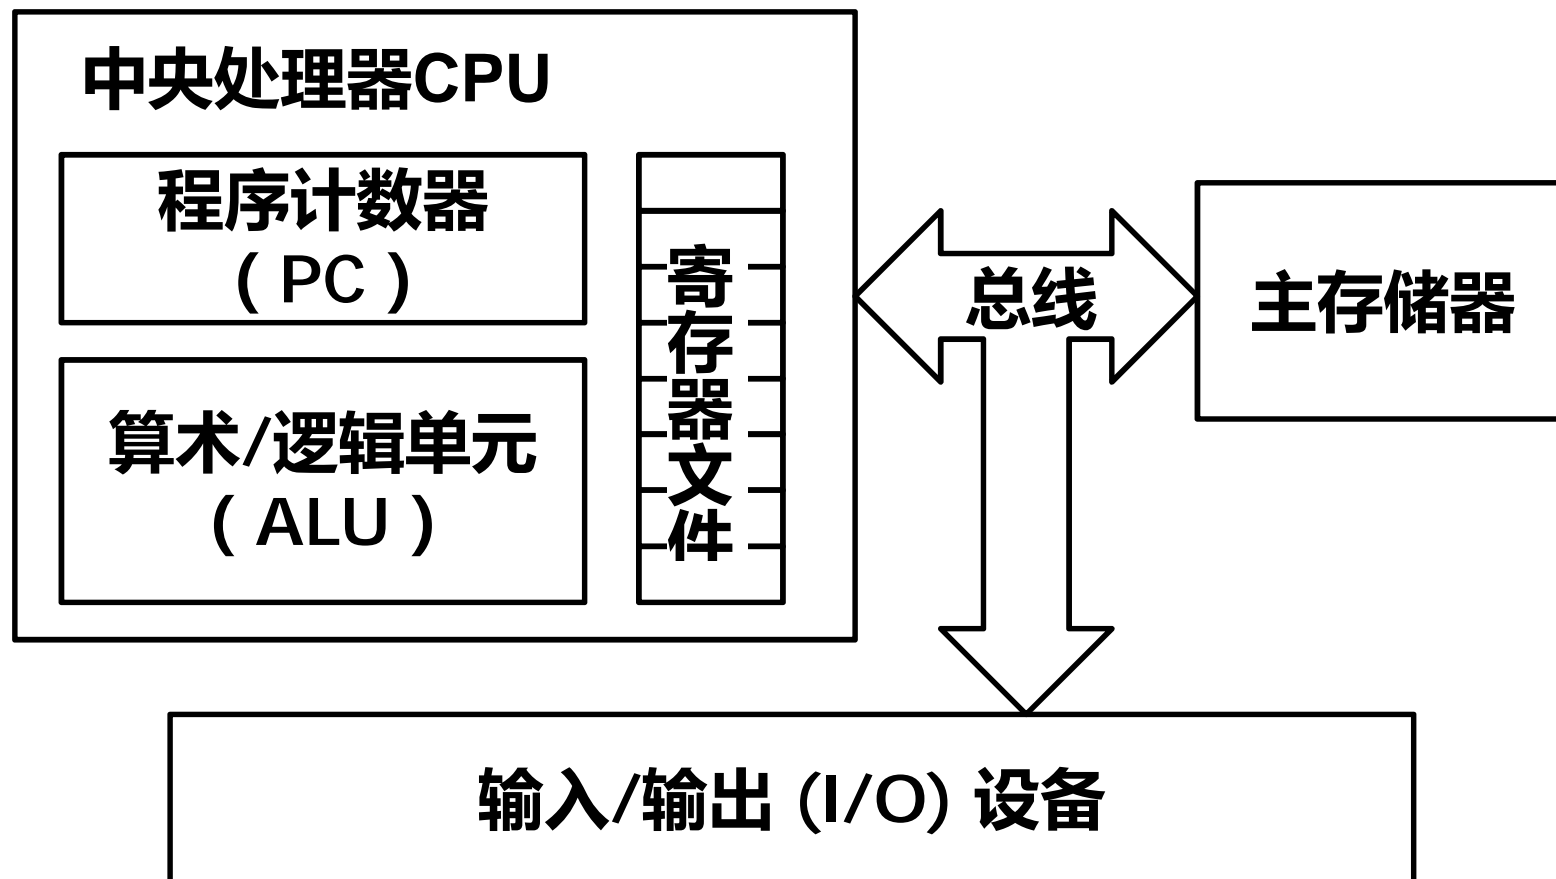 中央处理器CPU
程序计数器
（PC）
算术/逻辑单元
（ALU）
寄存器文件
总线
主存储器
输入/输出 (I/O) 设备